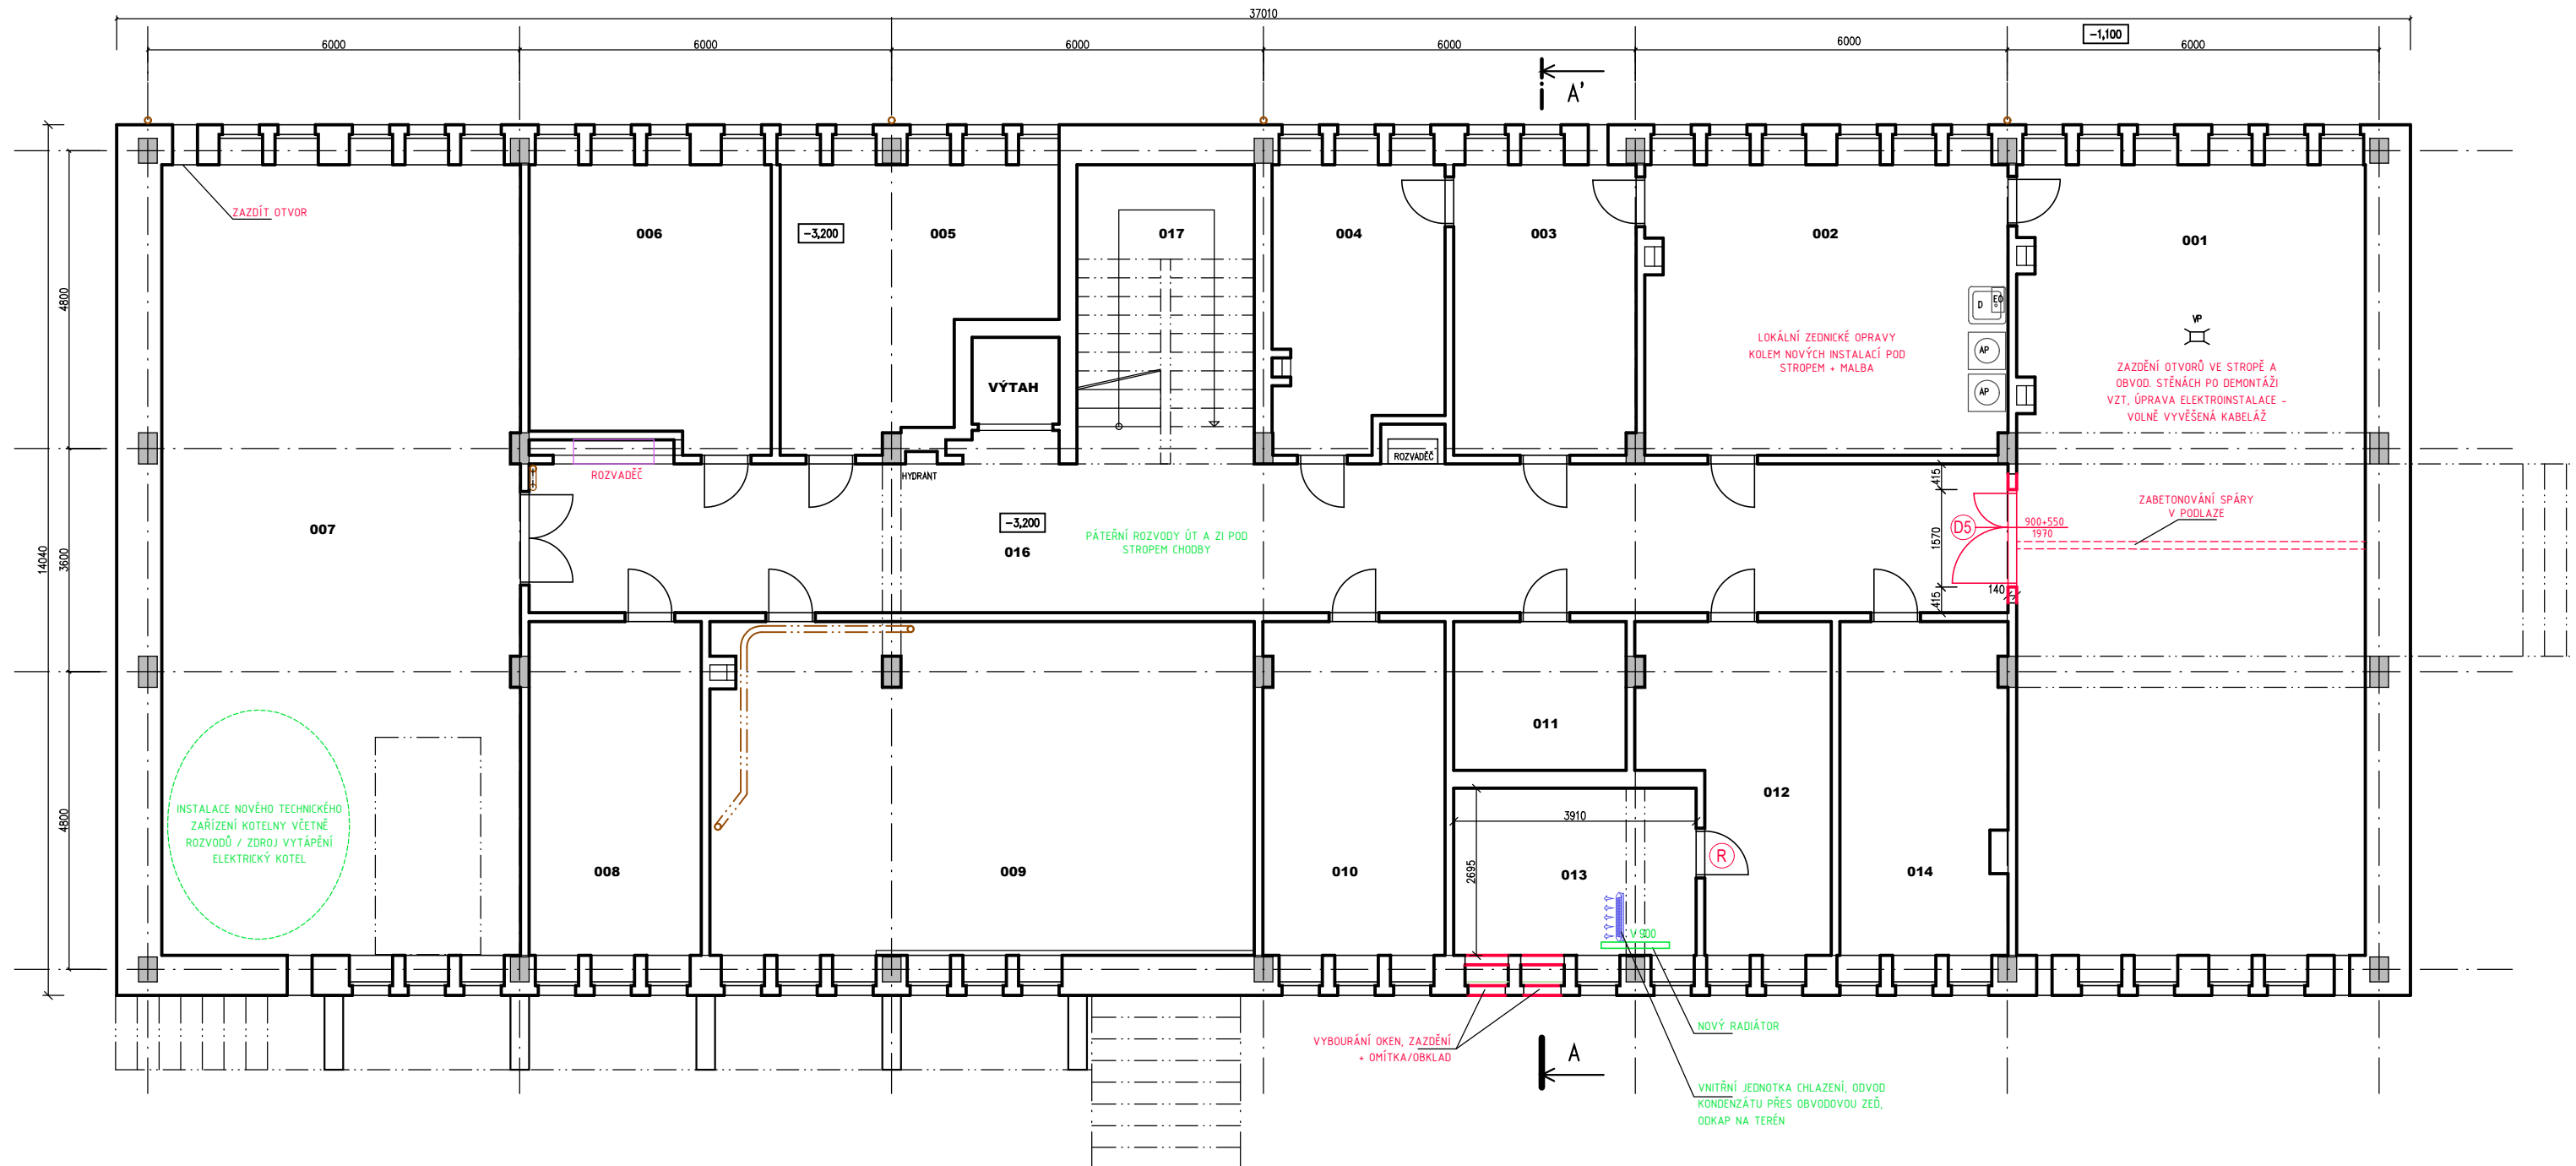 37010
6000
6000
6000
6000
6000
6000
-1,100
A'
ZAZDÍT OTVOR
006
-3,200
005
017
004
003
002
001
4800
VP
D
EO
AP
AP
LOKÁLNÍ ZEDNICKÉ OPRAVY
KOLEM NOVÝCH INSTALACÍ POD
STROPEM + MALBA
ZAZDĚNÍ OTVORŮ VE STROPĚ A
OBVOD. STĚNÁCH PO DEMONTÁŽI
VZT, ÚPRAVA ELEKTROINSTALACE -
VOLNĚ VYVĚŠENÁ KABELÁŽ
VÝTAH
ROZVADĚČ
ROZVADĚČ
HYDRANT
415
ZABETONOVÁNÍ SPÁRY
V PODLAZE
007
-3,200
016
PÁTEŘNÍ ROZVODY ÚT A ZI POD
STROPEM CHODBY
1570
D5
900+550
1970
14040
3600
140
415
011
012
4800
INSTALACE NOVÉHO TECHNICKÉHO
ZAŘÍZENÍ KOTELNY VČETNĚ
ROZVODŮ / ZDROJ VYTÁPĚNÍ
ELEKTRICKÝ KOTEL
3910
2695
R
008
009
010
013
014
V 900
NOVÝ RADIÁTOR
VYBOURÁNÍ OKEN, ZAZDĚNÍ
+ OMÍTKA/OBKLAD
A
VNITŘNÍ JEDNOTKA CHLAZENÍ, ODVOD
KONDENZÁTU PŘES OBVODOVOU ZEĎ,
ODKAP NA TERÉN